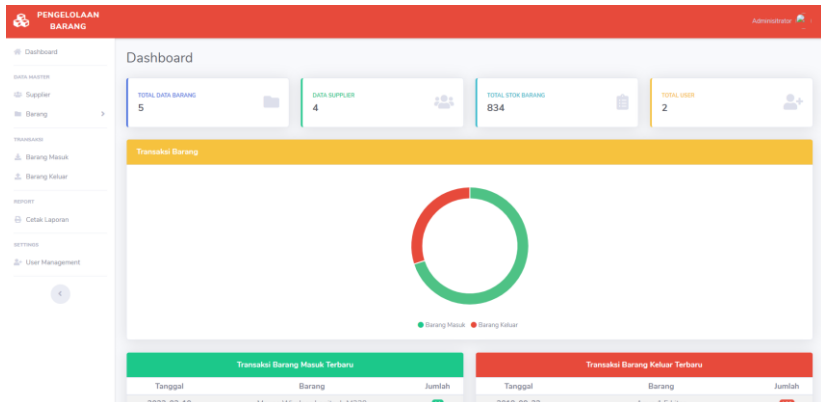 PENGELOLAAN
BARANG
Administrator
Dashboard
DATA MASTER
Supplier
Barang
TRANSAKSI
Barang Masuk
Barang Keluar
REPORT
Cetak Laporan
SETTINGS
User Management
Dashboard
TOTAL DATA BARANG
5
DATA SUPPLIER
4
TOTAL STOK BARANG
834
TOTAL USER
2
Transaksi Barang
Barang Masuk Barang Keluar
Transaksi Barang Masuk Terbaru
Tanggal Barang Jumlah
Transaksi Barang Keluar Terbaru
Tanggal Barang Jumlah